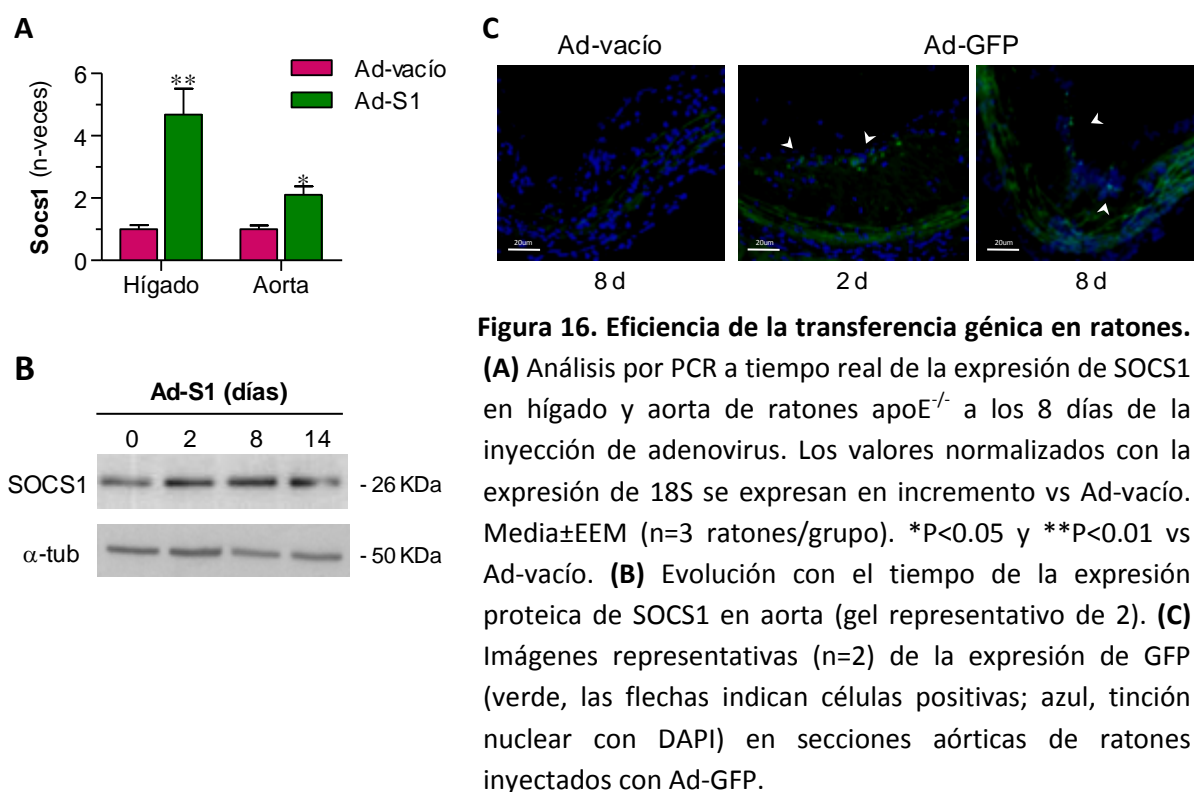 A
Ad-vacío
Ad-S1
Socs1 (n-veces)
6
4
2
0
**
*
Hígado
Aorta
B
Ad-S1 (días)
0 2 8 14
SOCS1
- 26 KDa
α-tub
- 50 KDa
C
Ad-vacío
Ad-GFP
20um
20um
20um
8 d
2 d
8 d
Figura 16. Eficiencia de la transferencia génica en ratones.
(A) Análisis por PCR a tiempo real de la expresión de SOCS1
en hígado y aorta de ratones apoE-/- a los 8 días de la
inyección de adenovirus. Los valores normalizados con la
expresión de 18S se expresan en incremento vs Ad-vacío.
Media±EEM (n=3 ratones/grupo). *P<0.05 y **P<0.01 vs
Ad-vacío. (B) Evolución con el tiempo de la expresión
proteica de SOCS1 en aorta (gel representativo de 2). (C)
Imágenes representativas (n=2) de la expresión de GFP
(verde, las flechas indican células positivas; azul, tinción
nuclear con DAPI) en secciones aórticas de ratones
inyectados con Ad-GFP.